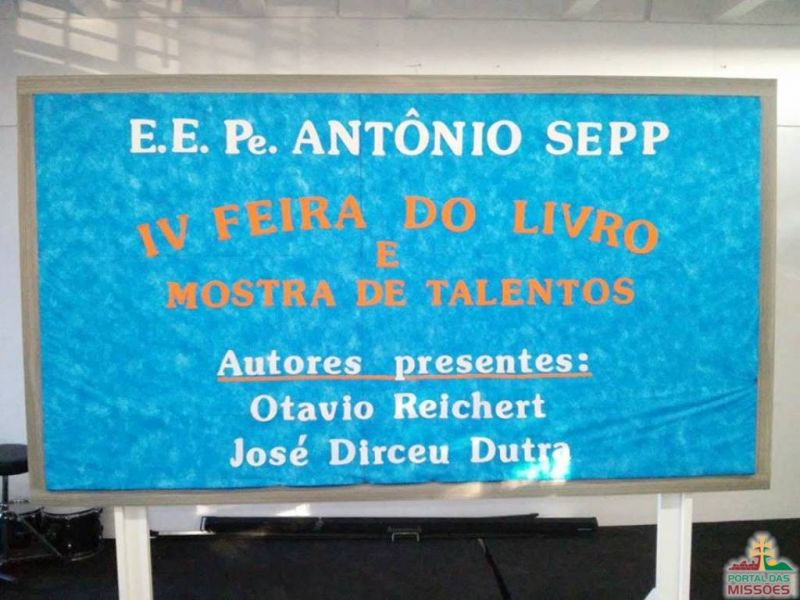 E.E. Pe. ANTÔNIO SEPP
IV FEIRA DO LIVRO
E
MOSTRA DE TALENTOS
Autores presentes:
Otavio Reichert
José Dirceu Dutra
PORTAL DAS
MISSÕES